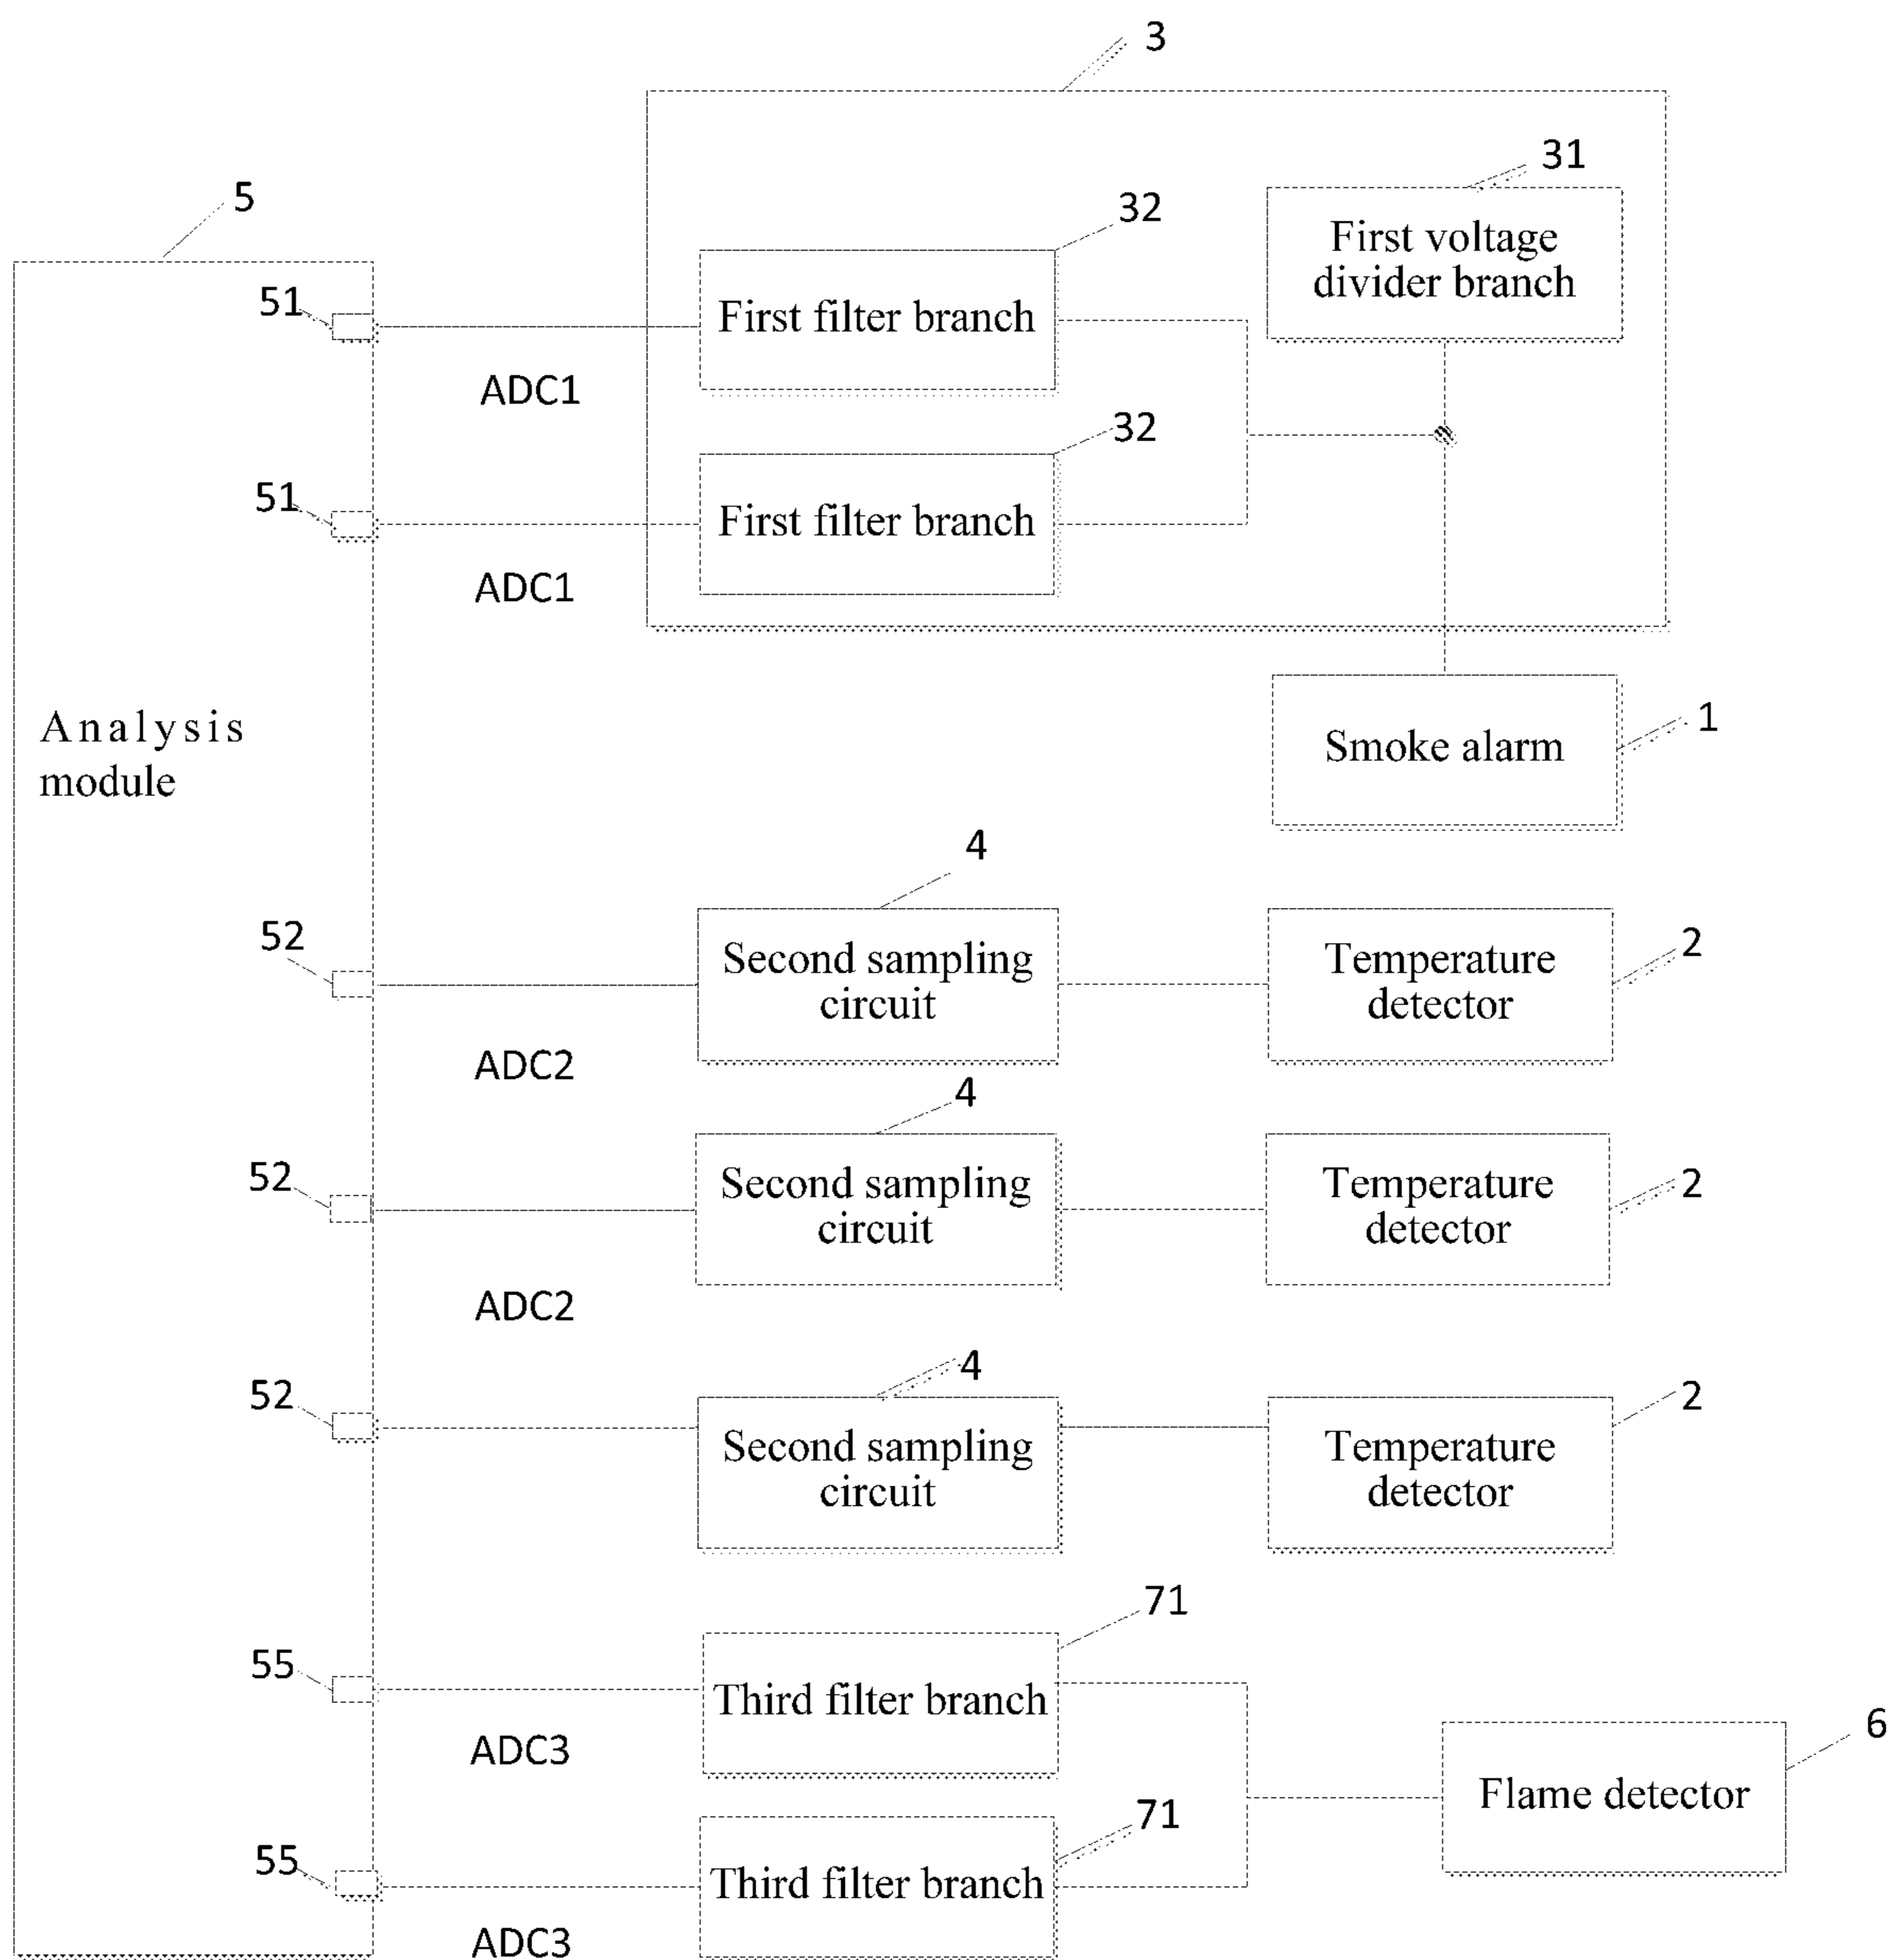 3
31
5
32
First voltage
divider branch
51
First filter branch
ADC1
32
51
First filter branch
ADC1
Analysis
module
1
Smoke alarm
4
52
Second sampling
circuit
Temperature
detector
2
ADC2
4
52
Second sampling
circuit
Temperature
detector
2
ADC2
4
52
Second sampling
circuit
Temperature
detector
2
71
55
Third filter branch
ADC3
6
Flame detector
71
55
Third filter branch
ADC3